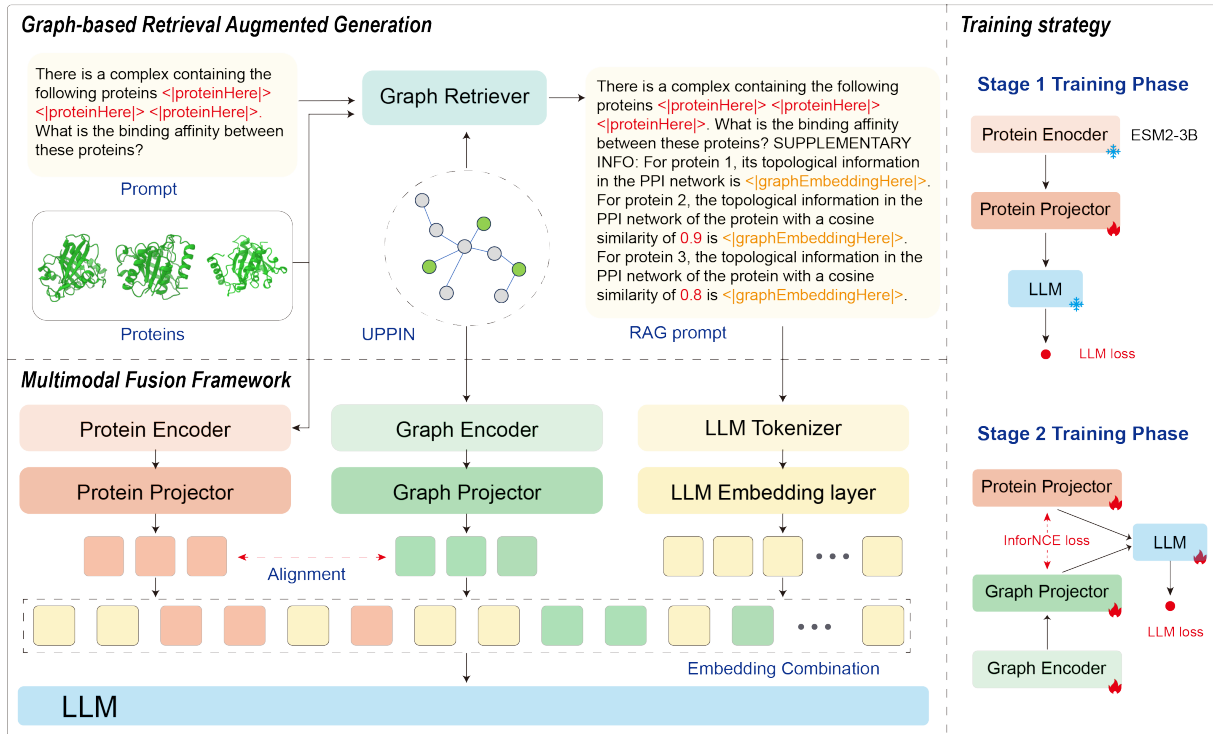 Graph-based Retrieval Augmented Generation
There is a complex containing the
following proteins <|proteinHere|>
<|proteinHere|> <|proteinHere|>.
What is the binding affinity between
these proteins?
Prompt
Proteins
Graph Retriever
UPPIN
There is a complex containing the following
proteins <|proteinHere|> <|proteinHere|>
<|proteinHere|>. What is the binding affinity
between these proteins? SUPPLEMENTARY
INFO: For protein 1, its topological information
in the PPI network is <|graphEmbeddingHere|>.
For protein 2, the topological information in the
PPI network of the protein with a cosine
similarity of 0.9 is <|graphEmbeddingHere|>.
For protein 3, the topological information in the
PPI network of the protein with a cosine
similarity of 0.8 is <|graphEmbeddingHere|>.
RAG prompt
Multimodal Fusion Framework
Protein Encoder
Graph Encoder
LLM Tokenizer
Protein Projector
Graph Projector
LLM Embedding layer
Alignment
Embedding Combination
LLM
Training strategy
Stage 1 Training Phase
Protein Enocder
ESM2-3B
Protein Projector
LLM
LLM loss
Stage 2 Training Phase
Protein Projector
InforNCE loss
LLM
Graph Projector
LLM loss
Graph Encoder